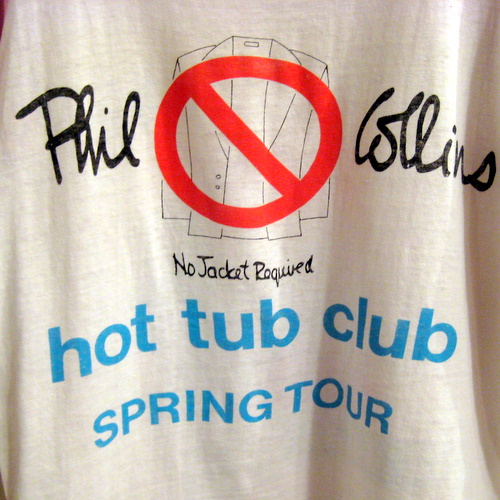 Phil Collins
No Jacket Required
hot tub club
SPRING TOUR